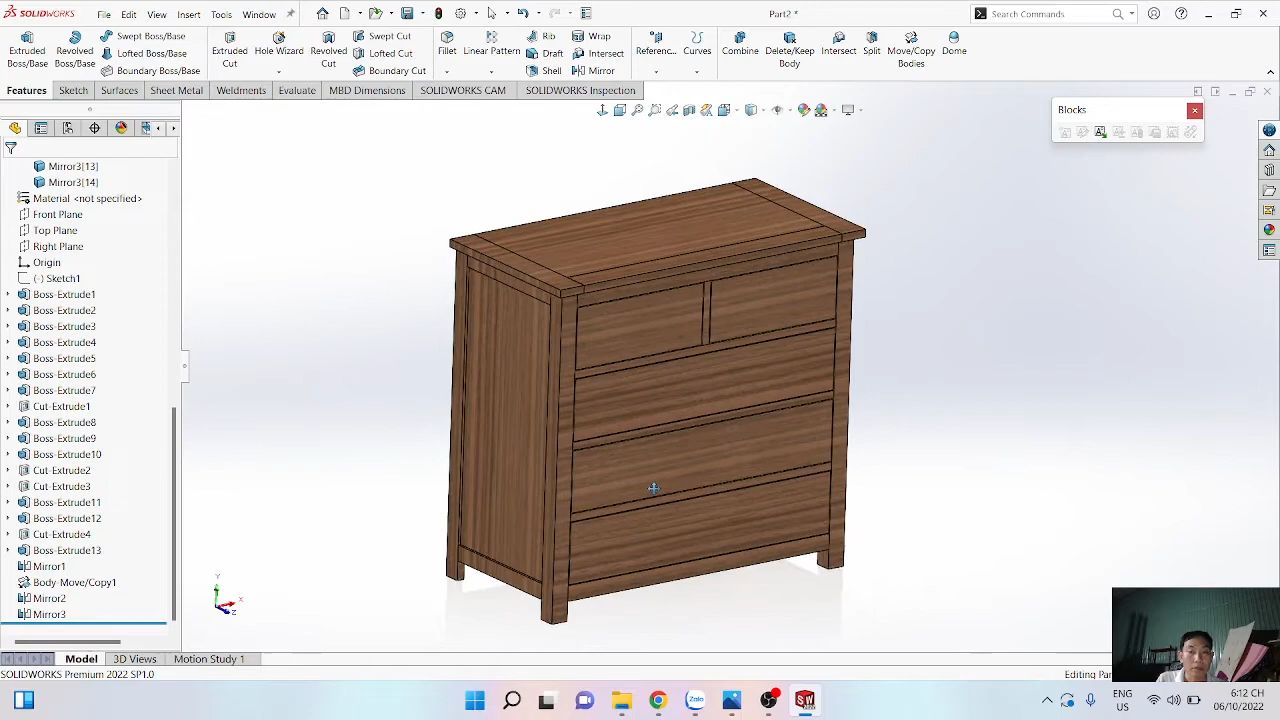 SOLIDWORKS File Edit View Insert Tools Window Part2 * Search Commands
Extruded Boss/Base
Revolved Boss/Base
Swept Boss/Base
Lofted Boss/Base
Boundary Boss/Base
Extruded Cut
Hole Wizard
Revolved Cut
Swept Cut
Lofted Cut
Boundary Cut
Fillet
Linear Pattern
Rib
Draft
Shell
Wrap
Intersect
Mirror
Referenc...
Curves
Combine
Delete/Keep Body
Intersect
Split
Move/Copy Bodies
Dome
Features Sketch Surfaces Sheet Metal Weldments Evaluate MBD Dimensions SOLIDWORKS CAM SOLIDWORKS Inspection
Blocks
Mirror3[13]
Mirror3[14]
Material <not specified>
Front Plane
Top Plane
Right Plane
Origin
(-) Sketch1
Boss-Extrude1
Boss-Extrude2
Boss-Extrude3
Boss-Extrude4
Boss-Extrude5
Boss-Extrude6
Boss-Extrude7
Cut-Extrude1
Boss-Extrude8
Boss-Extrude9
Boss-Extrude10
Cut-Extrude2
Cut-Extrude3
Boss-Extrude11
Boss-Extrude12
Cut-Extrude4
Boss-Extrude13
Mirror1
Body-Move/Copy1
Mirror2
Mirror3
Y
X
Z
Model 3D Views Motion Study 1
SOLIDWORKS Premium 2022 SP1.0 Editing Par
Zalo
ENG
US
06/10/2022